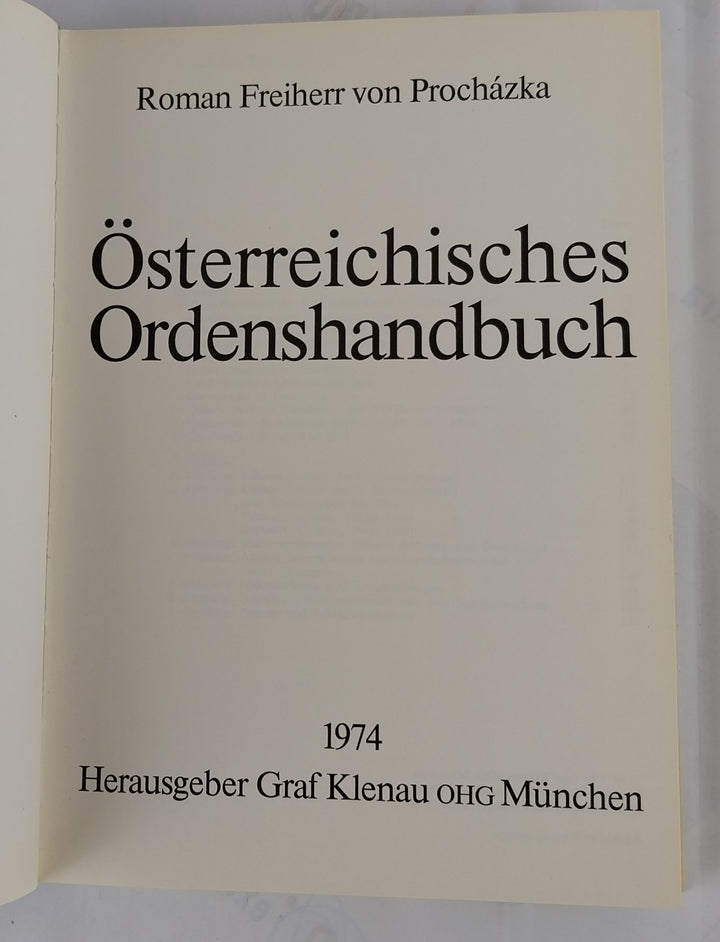 Roman Freiherr von Procházka
Österreichisches
Ordenshandbuch
1974
Herausgeber Graf Klenau OHG München